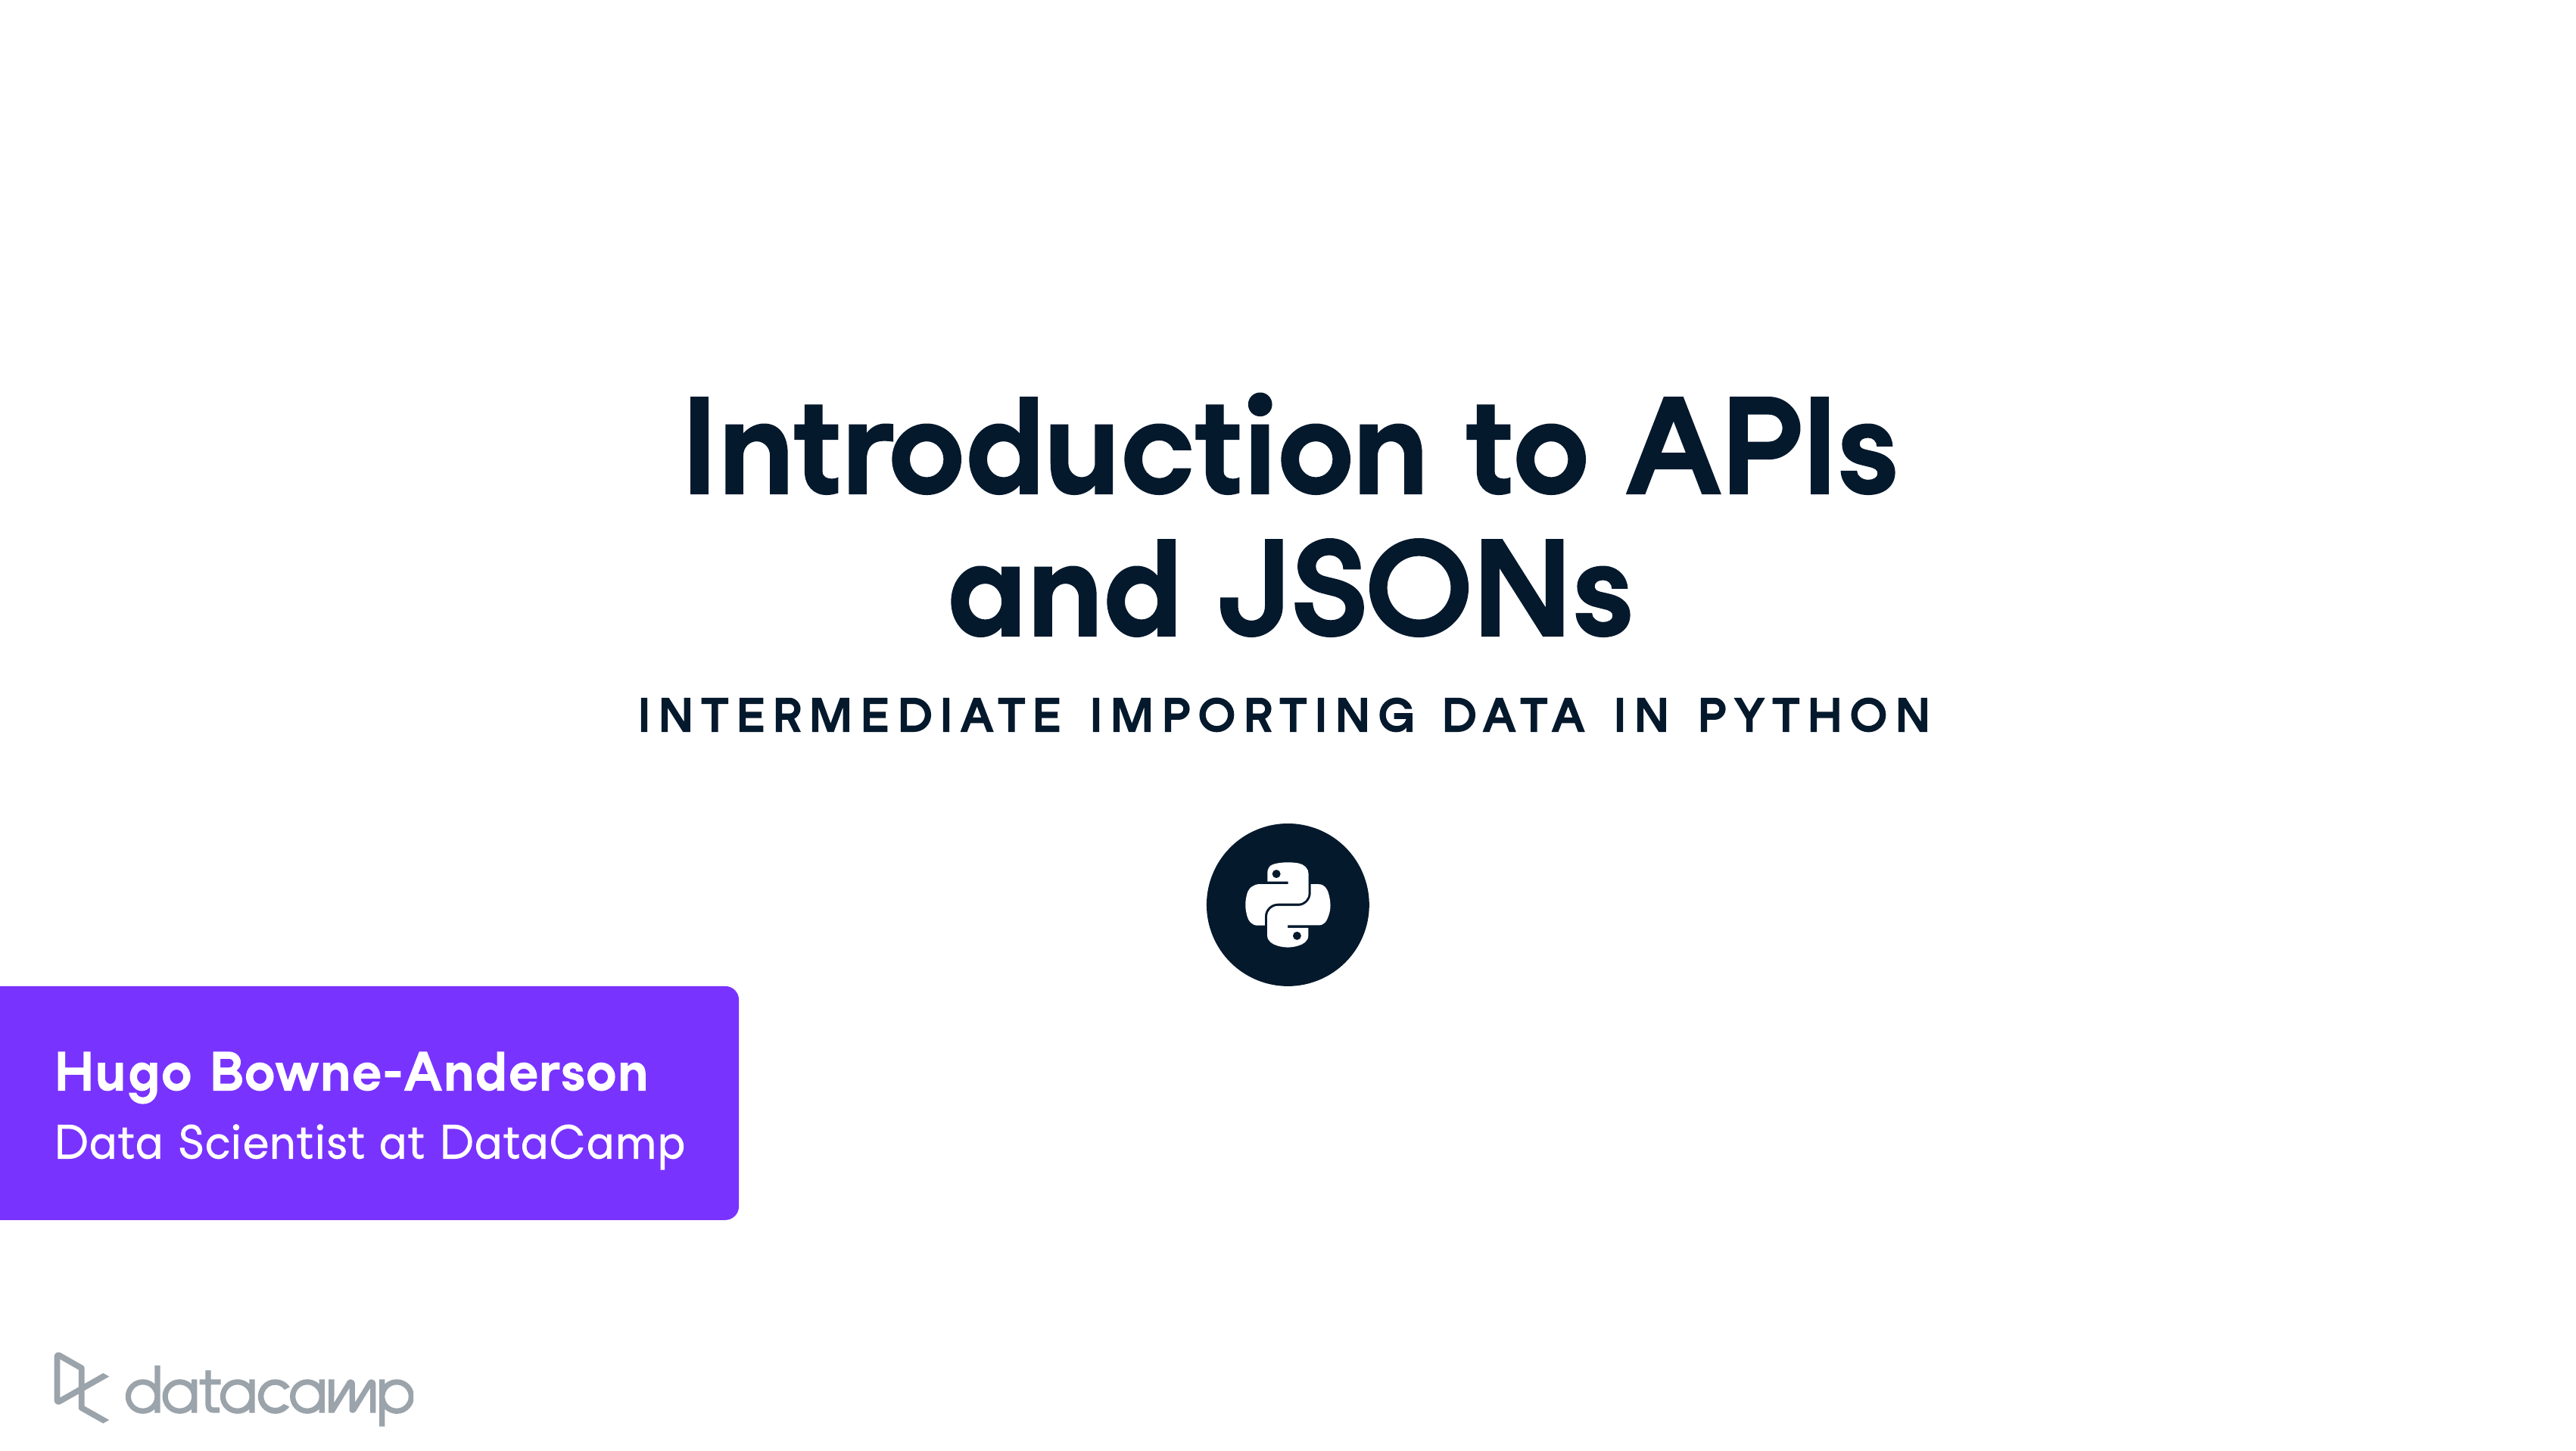 Introduction to APIs
and JSONs
INTERMEDIATE IMPORTING DATA IN PYTHON
Hugo Bowne-Anderson
Data Scientist at DataCamp
datacamp